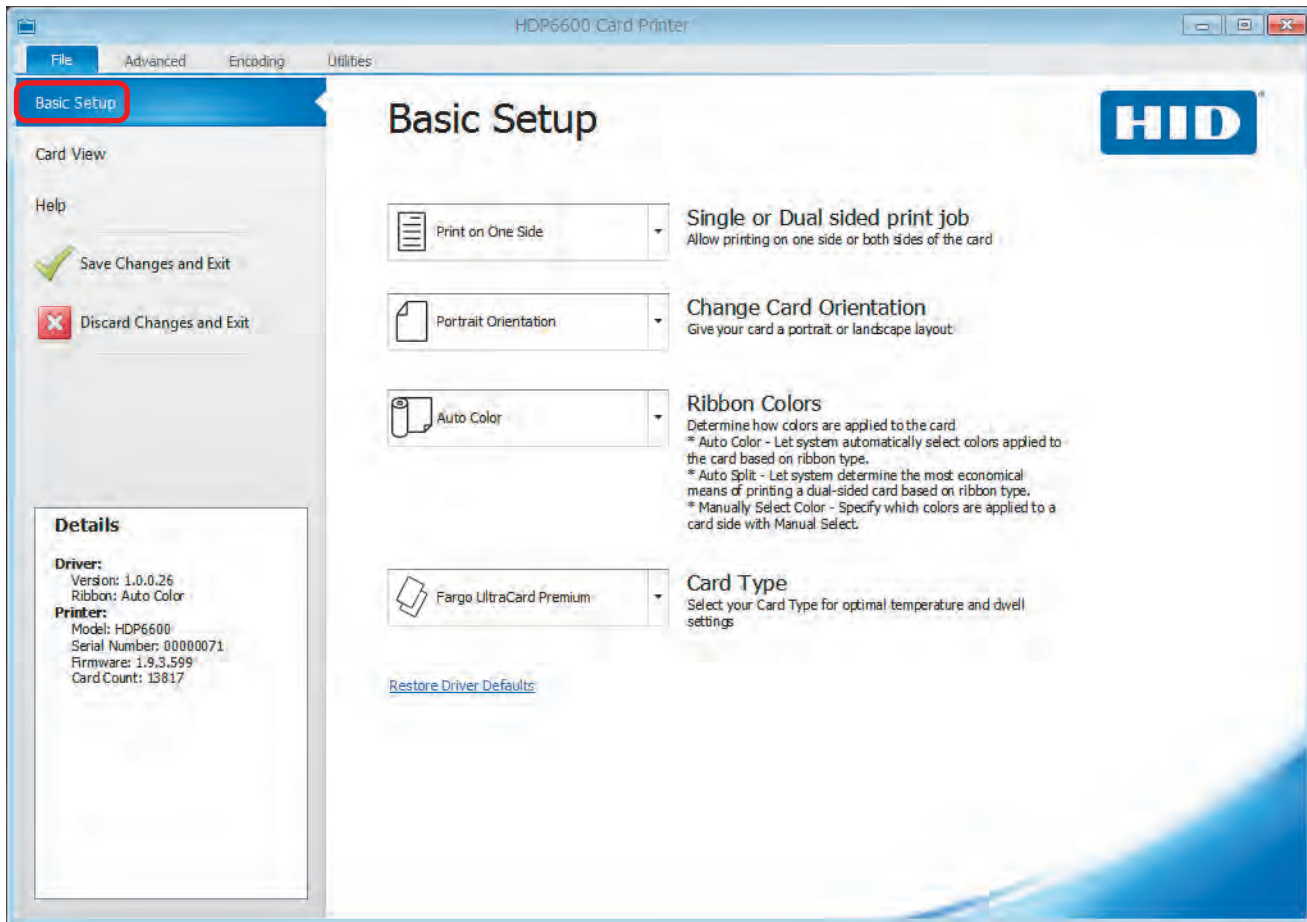 HDP6600 Card Printer
File Advanced Encoding Utilities
Basic Setup
Card View
Help
Save Changes and Exit
Discard Changes and Exit
Details
Driver:
Version: 1.0.0.26
Ribbon: Auto Color
Printer:
Model: HDP6600
Serial Number: 00000071
Firmware: 1.9.3.599
Card Count: 13817
Basic Setup
HID
Print on One Side
Single or Dual sided print job
Allow printing on one side or both sides of the card
Portrait Orientation
Change Card Orientation
Give your card a portrait or landscape layout
Auto Color
Ribbon Colors
Determine how colors are applied to the card
* Auto Color - Let system automatically select colors applied to
the card based on ribbon type.
* Auto Split - Let system determine the most economical
means of printing a dual-sided card based on ribbon type.
* Manually Select Color - Specify which colors are applied to a
card side with Manual Select.
Fargo UltraCard Premium
Card Type
Select your Card Type for optimal temperature and dwell
settings
Restore Driver Defaults